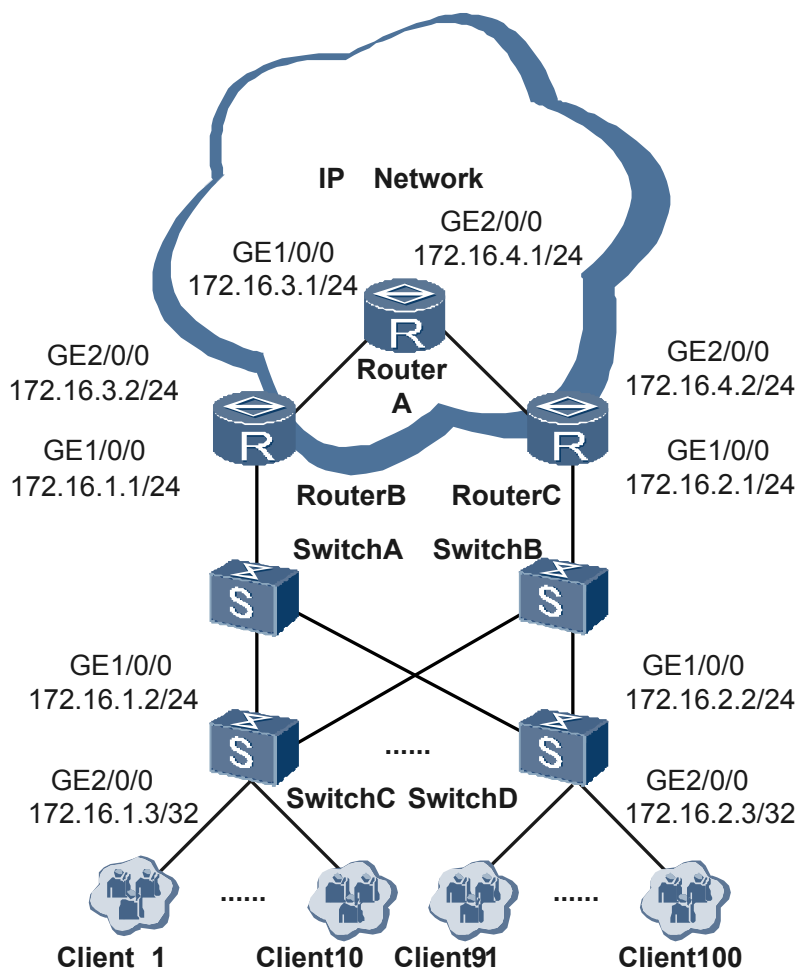 IP Network
GE2/0/0
172.16.4.1/24
GE1/0/0
172.16.3.1/24
R
Router
A
GE2/0/0
172.16.3.2/24
GE2/0/0
172.16.4.2/24
R
R
GE1/0/0
172.16.1.1/24
GE1/0/0
172.16.2.1/24
RouterB RouterC
SwitchA SwitchB
S
S
GE1/0/0
172.16.1.2/24
GE1/0/0
172.16.2.2/24
S
......
S
GE2/0/0
172.16.1.3/32
SwitchC SwitchD
GE2/0/0
172.16.2.3/32
......
......
Client 1 Client10 Client91 Client100